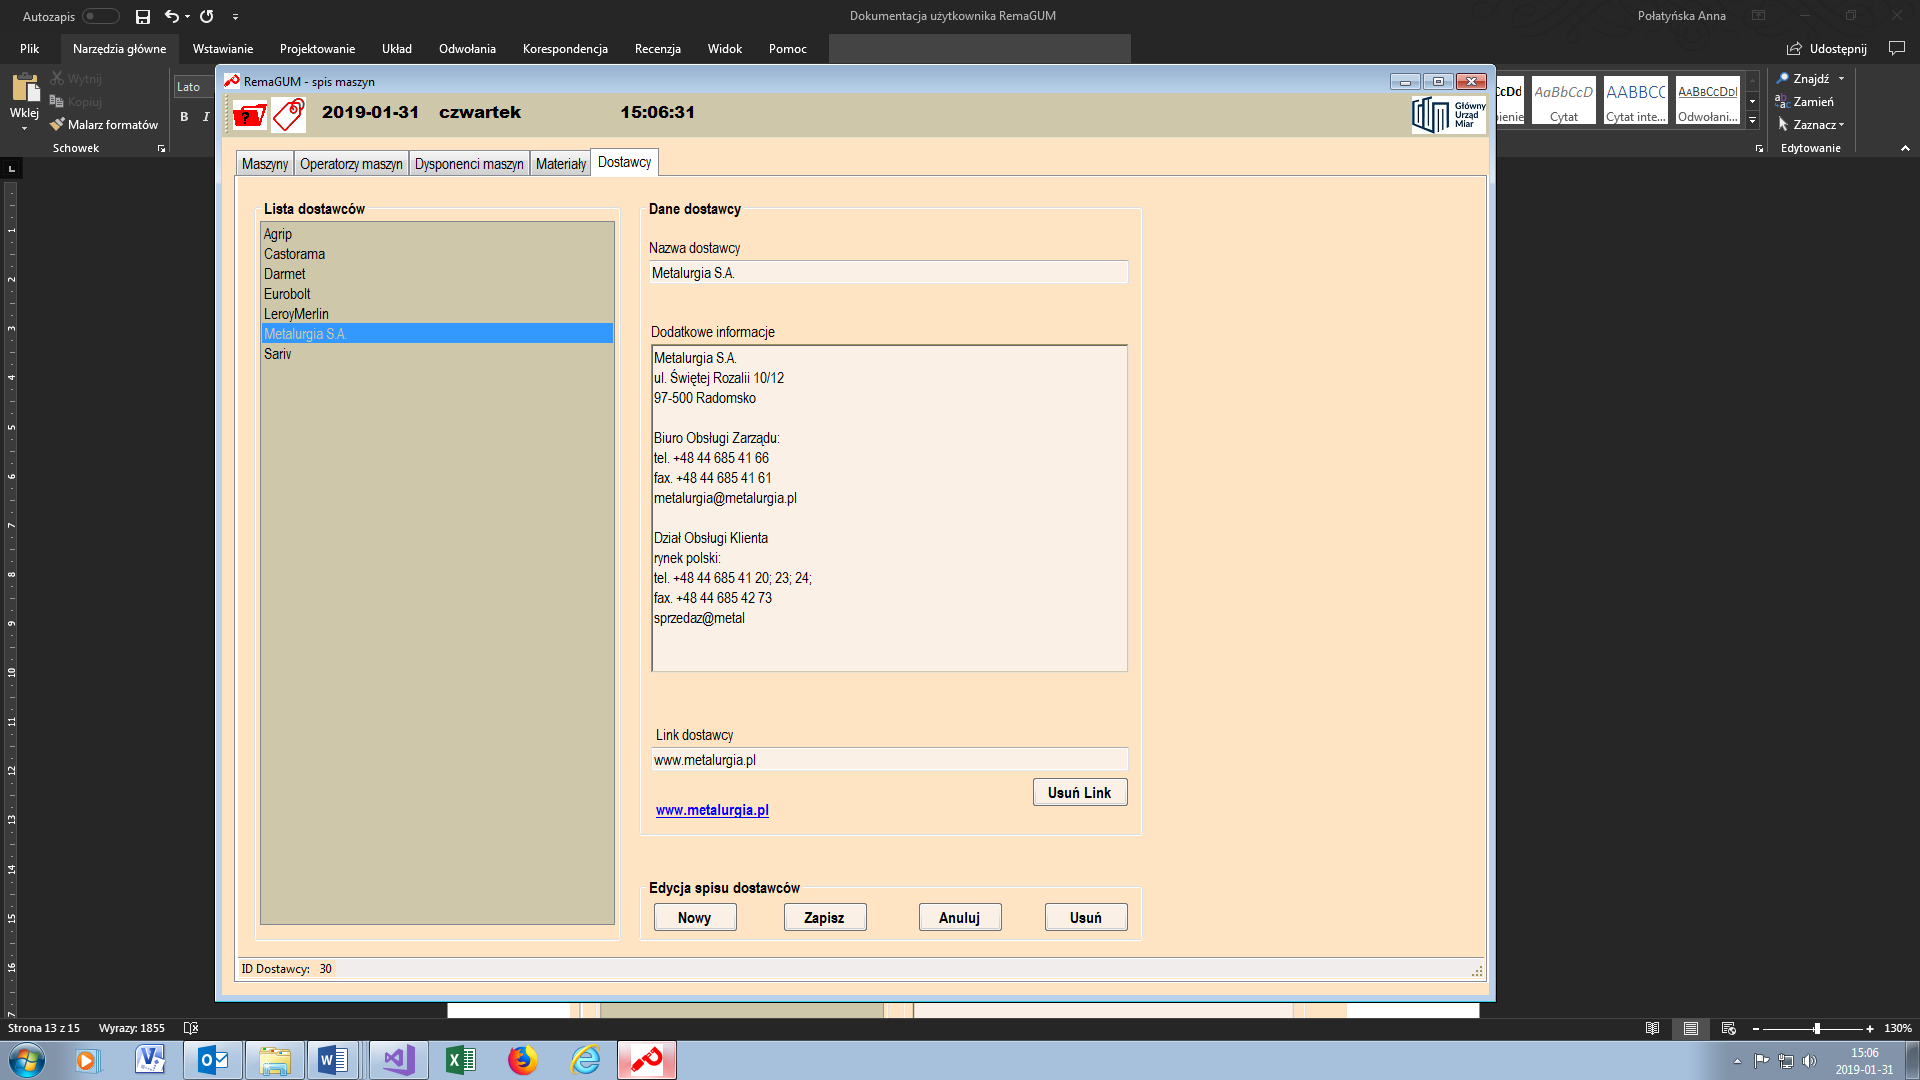 Autozapis
Dokumentacja użytkownika RemaGUM
Połatyńska Anna
Plik Narzędzia główne Wstawianie Projektowanie Układ Odwołania Korespondencja Recenzja Widok Pomoc
Udostępnij
Wklej
Wytnij
Kopiuj
Malarz formatów
Schowek
Lato
B I
Cytat
Cytat inte...
Odwołani...
AaBbCcD
AABBCC
AABBCCDDI
Znajdź
Zamień
Zaznacz
Edytowanie
RemaGUM - spis maszyn
2019-01-31 czwartek 15:06:31
Główny
Urząd
Miar
Maszyny Operatorzy maszyn Dysponenci maszyn Materiały Dostawcy
Lista dostawców
Agrip
Castorama
Darmet
Eurobolt
LeroyMerlin
Metalurgia S.A.
Sariv
Dane dostawcy
Nazwa dostawcy
Metalurgia S.A.
Dodatkowe informacje
Metalurgia S.A.
ul. Świętej Rozalii 10/12
97-500 Radomsko
Biuro Obsługi Zarządu:
tel. +48 44 685 41 66
fax. +48 44 685 41 61
metalurgia@metalurgia.pl
Dział Obsługi Klienta
rynek polski:
tel. +48 44 685 41 20; 23; 24;
fax. +48 44 685 42 73
sprzedaz@metal
Link dostawcy
www.metalurgia.pl
Usuń Link
www.metalurgia.pl
Edycja spisu dostawców
Nowy Zapisz Anuluj Usuń
ID Dostawcy: 30
Strona 13 z 15 Wyrazy: 1855
130%
15:06
2019-01-31